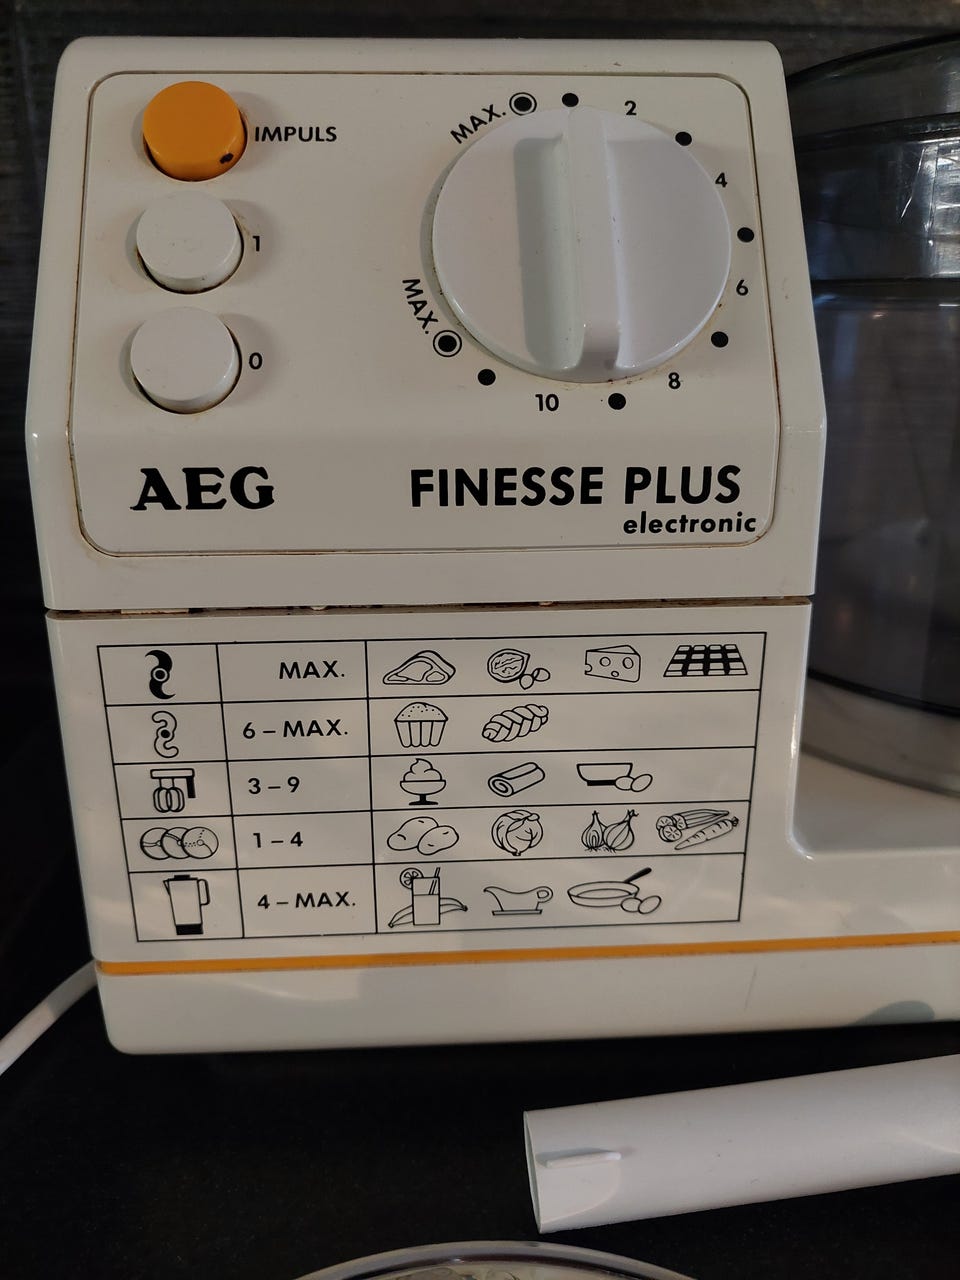 IMPULS
1
0
MAX.
2
4
6
8
10
MAX.
AEG
FINESSE PLUS
electronic
MAX.
6 – MAX.
3 – 9
1 – 4
4 – MAX.